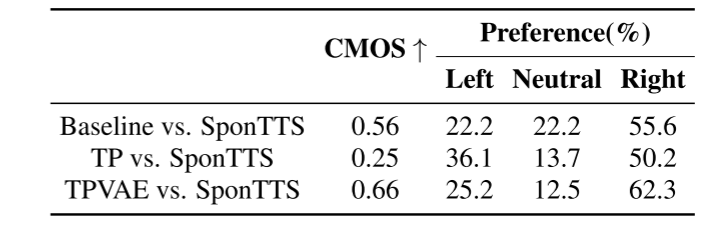 CMOS ↑ Preference(%)
Left Neutral Right
Baseline vs. SponTTS 0.56 22.2 22.2 55.6
TP vs. SponTTS 0.25 36.1 13.7 50.2
TPVAE vs. SponTTS 0.66 25.2 12.5 62.3